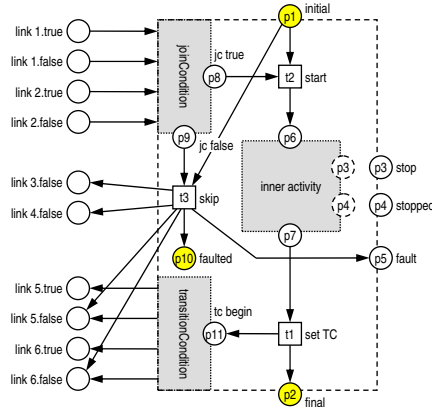 initial
p1
link 1.true
link 1.false
link 2.true
link 2.false
joinCondition
jc true
p8
t2
start
p9
jc false
p6
link 3.false
link 4.false
t3
skip
inner activity
p3
p3
stop
p4
p4
stopped
p10
faulted
p7
p5
fault
link 5.true
link 5.false
link 6.true
link 6.false
transitionCondition
tc begin
p11
t1
set TC
p2
final